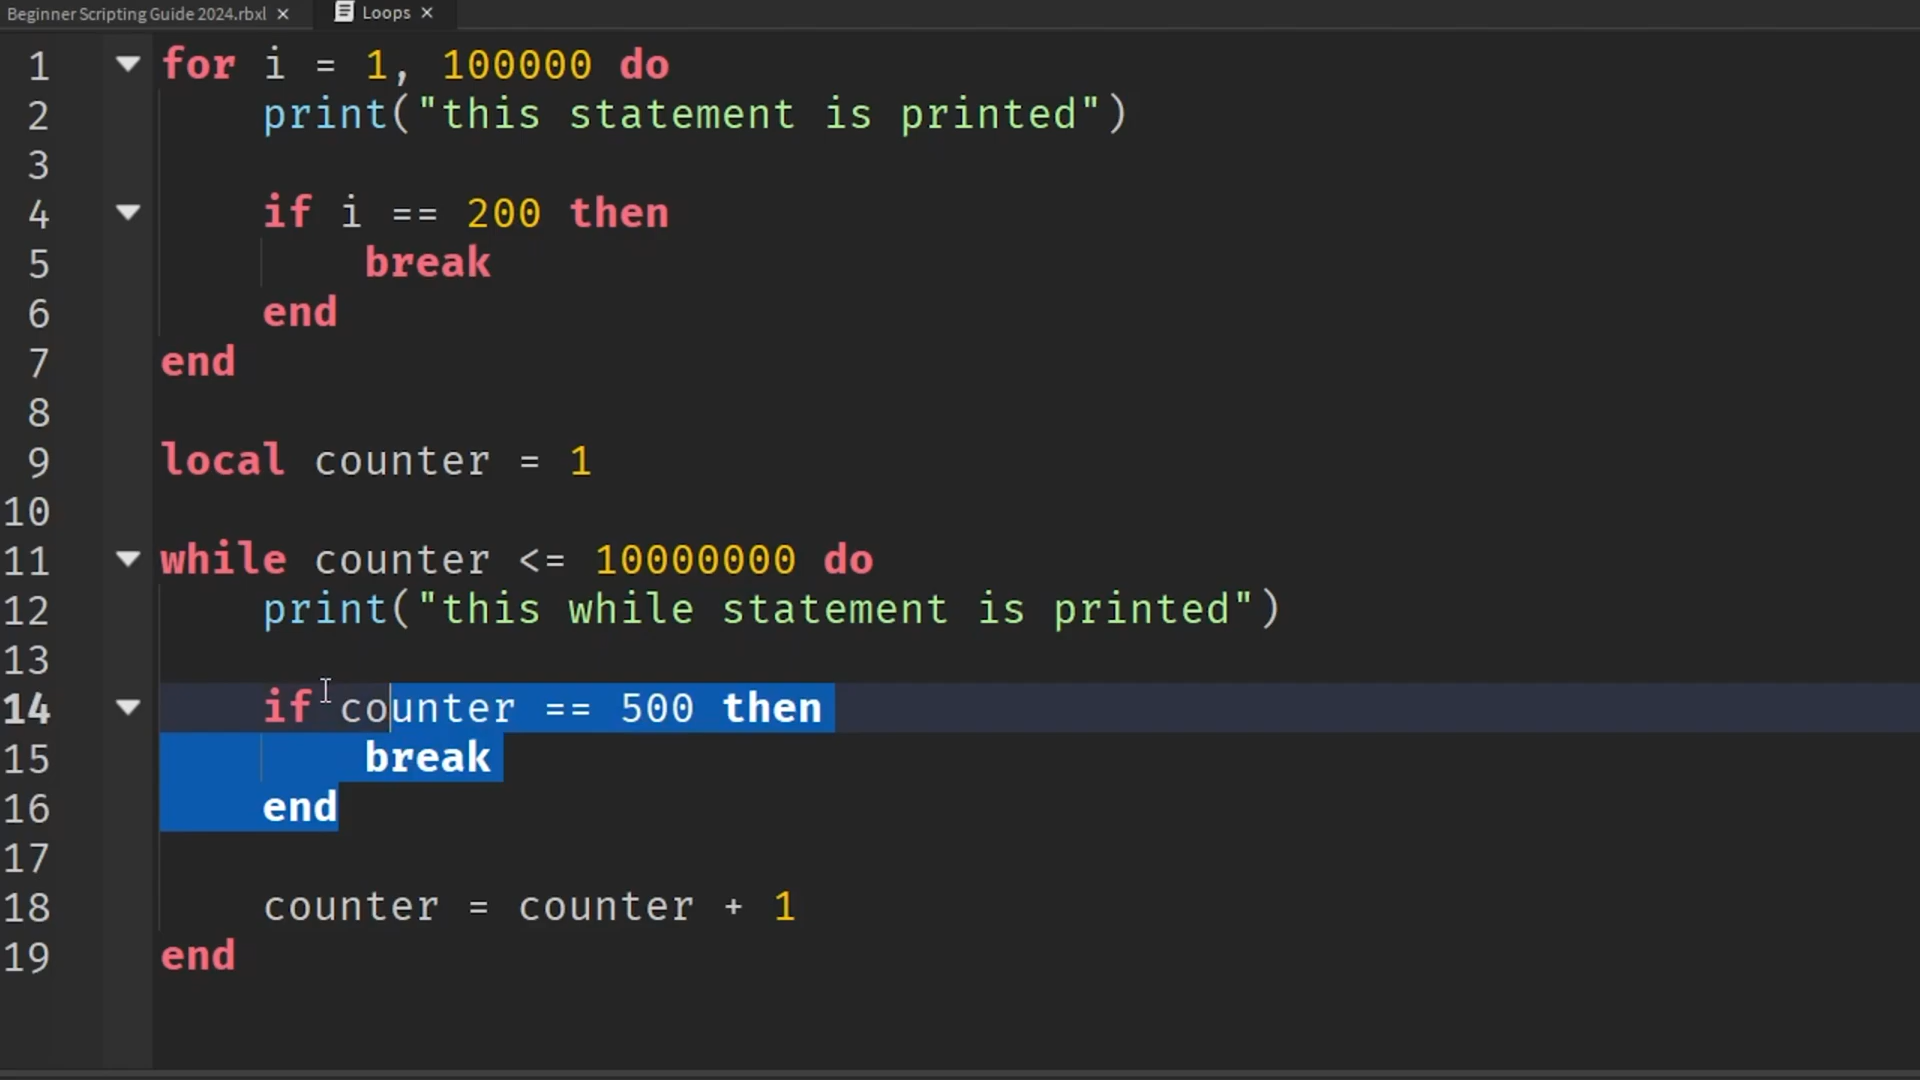 Beginner Scripting Guide 2024.rbxl × Loops ×
1 for i = 1, 100000 do
2 print("this statement is printed")
3
4 if i == 200 then
5 break
6 end
7 end
8
9 local counter = 1
10
11 while counter <= 10000000 do
12 print("this while statement is printed")
13
14 if counter == 500 then
15 break
16 end
17
18 counter = counter + 1
19 end